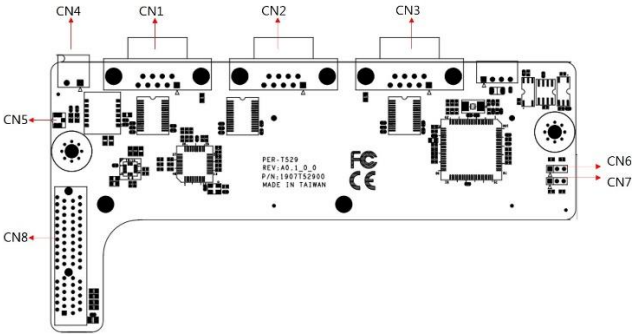 CN4
CN1
CN2
CN3
CN5
PER-T529
REV:A0.1_0_0
P/N:1907T52900
MADE IN TAIWAN
FC
CE
CN6
CN7
CN8